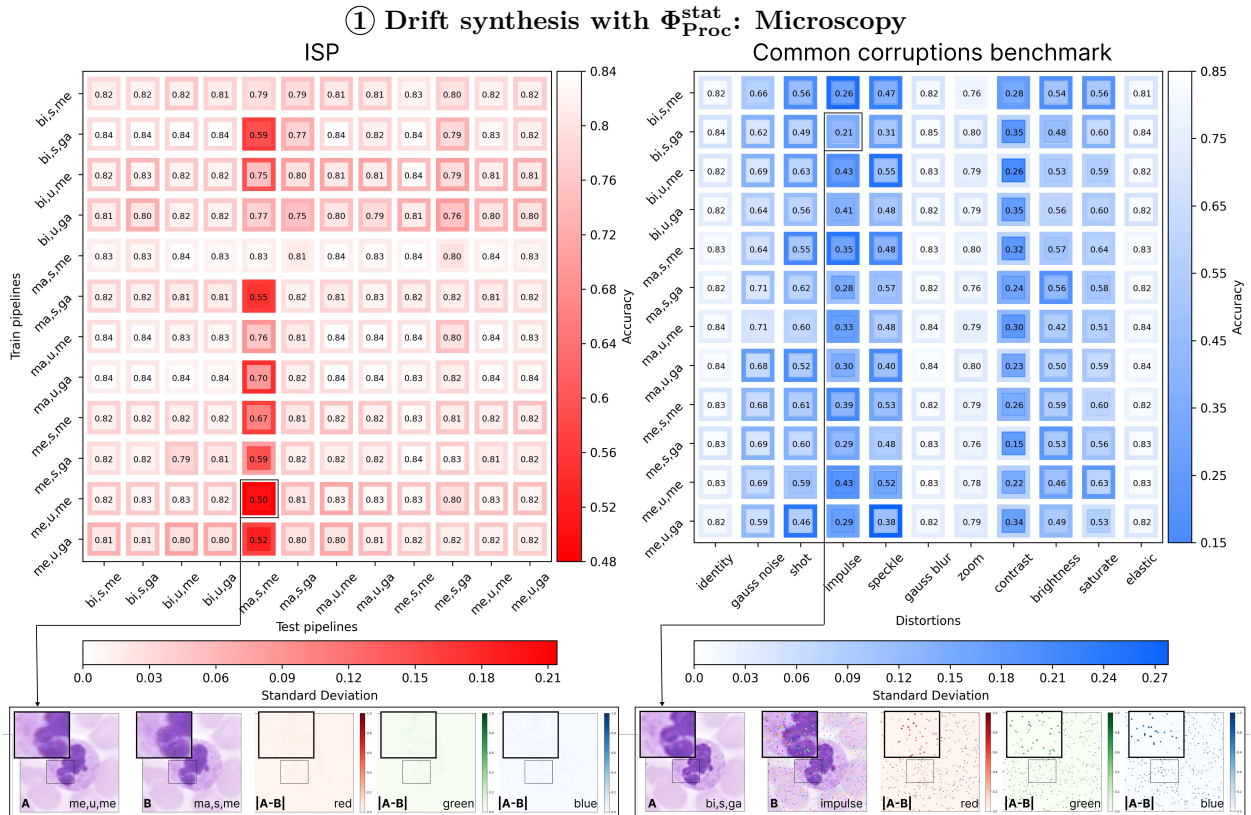 ① Drift synthesis with Φ^stat_Proc: Microscopy
ISP
Train pipelines
bi,s,me 0.82 0.82 0.82 0.81 0.79 0.79 0.81 0.81 0.83 0.80 0.82 0.82
bi,s,ga 0.84 0.84 0.84 0.84 0.59 0.77 0.84 0.82 0.84 0.79 0.83 0.82
bi,u,me 0.82 0.83 0.82 0.82 0.75 0.80 0.81 0.81 0.84 0.79 0.81 0.81
bi,u,ga 0.82 0.80 0.82 0.82 0.77 0.75 0.80 0.79 0.81 0.76 0.80 0.80
ma,s,me 0.83 0.83 0.84 0.83 0.83 0.81 0.84 0.83 0.84 0.80 0.83 0.83
ma,s,ga 0.82 0.82 0.81 0.81 0.55 0.82 0.81 0.83 0.82 0.82 0.82 0.82
ma,u,me 0.84 0.84 0.83 0.84 0.76 0.81 0.84 0.84 0.84 0.80 0.84 0.84
ma,u,ga 0.84 0.84 0.84 0.84 0.70 0.82 0.84 0.84 0.83 0.82 0.84 0.84
me,s,me 0.82 0.82 0.82 0.82 0.67 0.81 0.82 0.82 0.83 0.81 0.82 0.82
me,s,ga 0.82 0.82 0.79 0.81 0.59 0.82 0.82 0.82 0.84 0.83 0.81 0.82
me,u,me 0.82 0.83 0.83 0.82 0.50 0.81 0.83 0.83 0.83 0.80 0.83 0.82
me,u,ga 0.81 0.81 0.80 0.80 0.52 0.80 0.80 0.81 0.82 0.81 0.82 0.81
bi,s,me bi,s,ga bi,u,me bi,u,ga ma,s,me ma,s,ga ma,u,me ma,u,ga me,s,me me,s,ga me,u,me me,u,ga
Test pipelines
0.84
0.8
0.76
0.72
0.68
0.64
0.6
0.56
0.52
0.48
Accuracy
0.0 0.03 0.06 0.09 0.12 0.15 0.18 0.21
Standard Deviation
A me,u,me
B ma,s,me
|A-B| red
|A-B| green
|A-B| blue
Common corruptions benchmark
bi,s,me 0.82 0.66 0.56 0.26 0.47 0.82 0.76 0.28 0.54 0.56 0.81
bi,s,ga 0.84 0.62 0.49 0.21 0.31 0.85 0.80 0.35 0.48 0.60 0.84
bi,u,me 0.82 0.69 0.63 0.43 0.55 0.83 0.79 0.26 0.53 0.59 0.82
bi,u,ga 0.82 0.64 0.56 0.41 0.48 0.82 0.79 0.35 0.56 0.60 0.82
ma,s,me 0.83 0.64 0.55 0.35 0.48 0.83 0.80 0.32 0.57 0.64 0.83
ma,s,ga 0.82 0.71 0.62 0.28 0.57 0.82 0.79 0.24 0.56 0.58 0.82
ma,u,me 0.84 0.71 0.60 0.33 0.48 0.84 0.79 0.30 0.42 0.51 0.84
ma,u,ga 0.84 0.68 0.52 0.30 0.40 0.84 0.80 0.23 0.50 0.59 0.84
me,s,me 0.83 0.68 0.61 0.39 0.53 0.82 0.79 0.26 0.59 0.60 0.82
me,s,ga 0.83 0.69 0.60 0.29 0.48 0.83 0.76 0.15 0.53 0.56 0.83
me,u,me 0.83 0.69 0.59 0.43 0.52 0.82 0.78 0.22 0.46 0.63 0.83
me,u,ga 0.82 0.59 0.46 0.29 0.38 0.82 0.79 0.34 0.49 0.53 0.82
identity gauss noise shot impulse speckle gauss blur zoom contrast brightness saturate elastic
Distortions
0.85
0.75
0.65
0.55
0.45
0.35
0.25
0.15
Accuracy
0.0 0.03 0.06 0.09 0.12 0.15 0.18 0.21 0.24 0.27
Standard Deviation
A bi,s,ga
B impulse
|A-B| red
|A-B| green
|A-B| blue